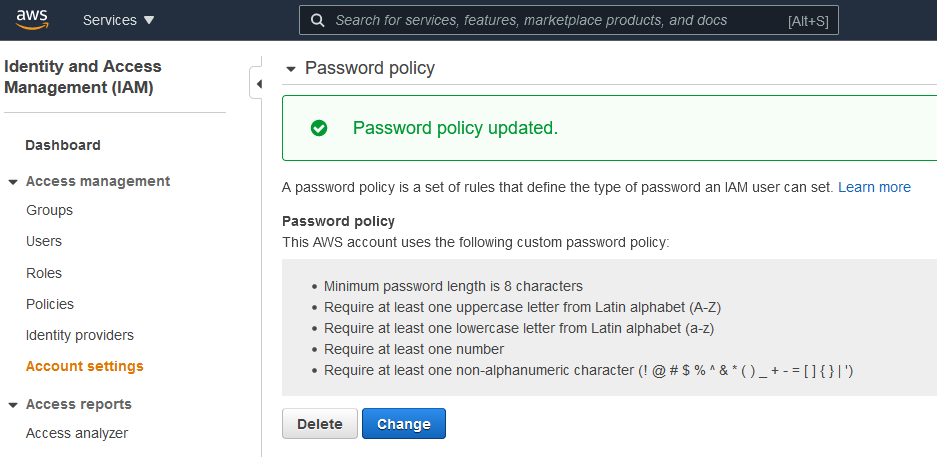 aws
Services ▼
Search for services, features, marketplace products, and docs [Alt+S]
Identity and Access
Management (IAM)
Dashboard
Access management
Groups
Users
Roles
Policies
Identity providers
Account settings
Access reports
Access analyzer
Password policy
Password policy updated.
A password policy is a set of rules that define the type of password an IAM user can set. Learn more
Password policy
This AWS account uses the following custom password policy:
• Minimum password length is 8 characters
• Require at least one uppercase letter from Latin alphabet (A-Z)
• Require at least one lowercase letter from Latin alphabet (a-z)
• Require at least one number
• Require at least one non-alphanumeric character (! @ # $ % ^ & * ( ) _ + - = [ ] { } | ')
Delete Change